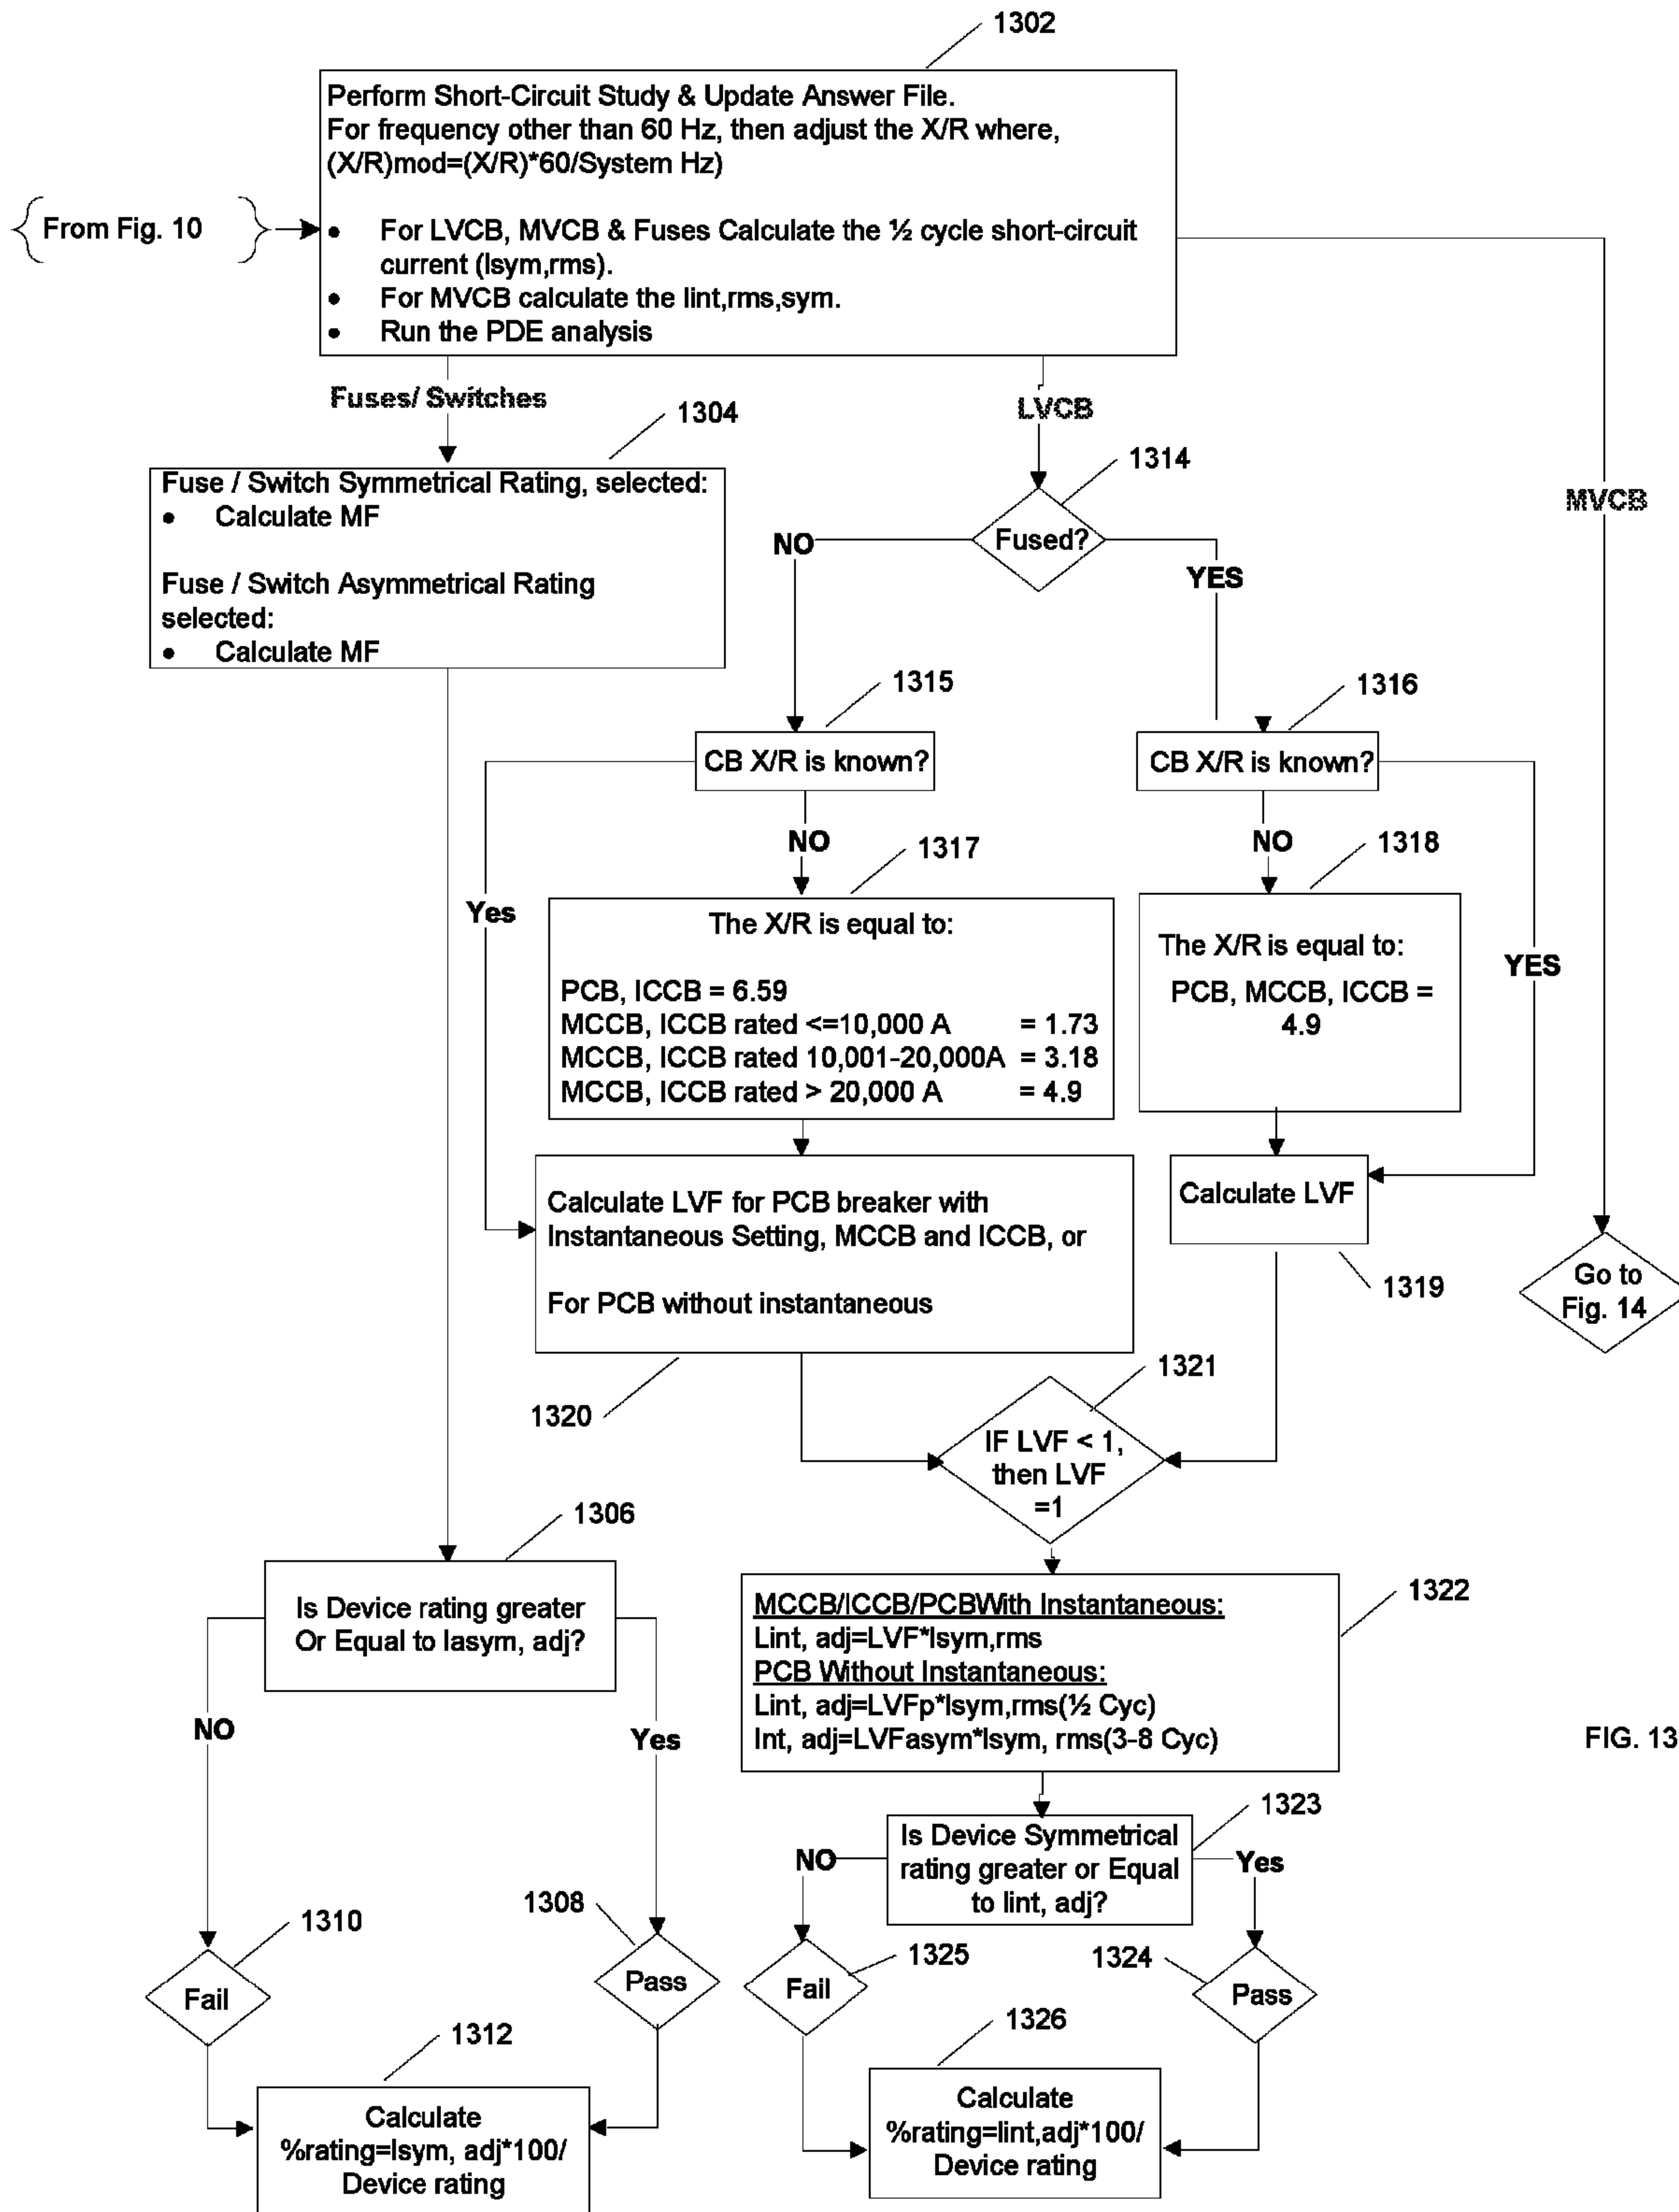 1302
Perform Short-Circuit Study & Update Answer File.
For frequency other than 60 Hz, then adjust the X/R where,
(X/R)mod=(X/R)*60/System Hz)
From Fig. 10
• For LVCB, MVCB & Fuses Calculate the ½ cycle short-circuit
current (Isym,rms).
• For MVCB calculate the Iint,rms,sym.
• Run the PDE analysis
Fuses/ Switches
LVCB
MVCB
1304
Fuse / Switch Symmetrical Rating, selected:
• Calculate MF
Fuse / Switch Asymmetrical Rating
selected:
• Calculate MF
1314
Fused?
NO
YES
1315
CB X/R is known?
1316
CB X/R is known?
NO
NO
Yes
YES
1317
The X/R is equal to:
PCB, ICCB = 6.59
MCCB, ICCB rated <=10,000 A = 1.73
MCCB, ICCB rated 10,001-20,000A = 3.18
MCCB, ICCB rated > 20,000 A = 4.9
1318
The X/R is equal to:
PCB, MCCB, ICCB =
4.9
Calculate LVF for PCB breaker with
Instantaneous Setting, MCCB and ICCB, or
For PCB without instantaneous
1320
Calculate LVF
1319
Go to
Fig. 14
1321
IF LVF < 1,
then LVF
=1
1306
Is Device rating greater
Or Equal to Iasym, adj?
NO
Yes
1322
MCCB/ICCB/PCBWith Instantaneous:
Lint, adj=LVF*Isym,rms
PCB Without Instantaneous:
Lint, adj=LVFp*Isym,rms(½ Cyc)
Int, adj=LVFasym*Isym, rms(3-8 Cyc)
FIG. 13
1323
Is Device Symmetrical
rating greater or Equal
to Iint, adj?
NO
Yes
1310
Fail
1308
Pass
1325
Fail
1324
Pass
1312
Calculate
%rating=Isym, adj*100/
Device rating
1326
Calculate
%rating=Iint,adj*100/
Device rating